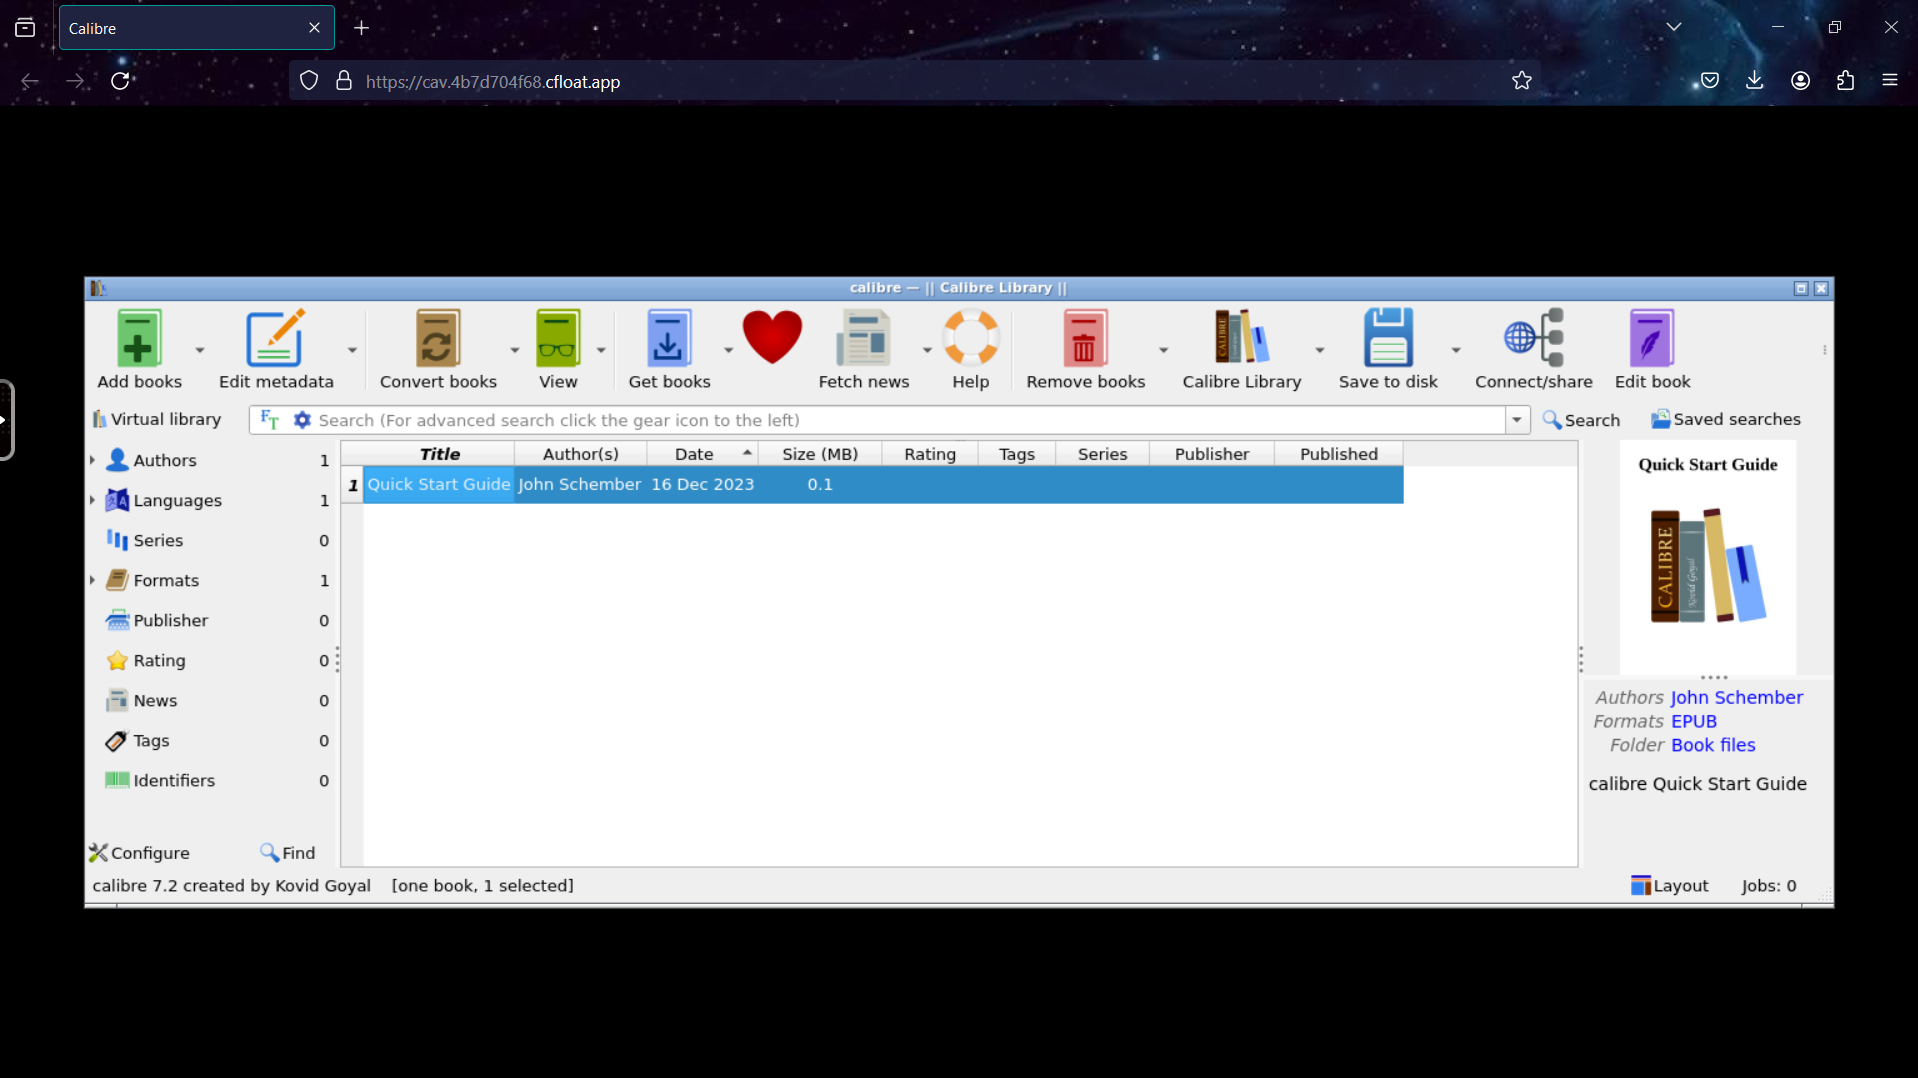 Calibre
https://cav.4b7d704f68.cfloat.app
calibre — || Calibre Library ||
Add books
Edit metadata
Convert books
View
Get books
Fetch news
Help
Remove books
Calibre Library
Save to disk
Connect/share
Edit book
Virtual library
Search (For advanced search click the gear icon to the left)
Search
Saved searches
Authors 1
Languages 1
Series 0
Formats 1
Publisher 0
Rating 0
News 0
Tags 0
Identifiers 0
Configure
Find
Title Author(s) Date Size (MB) Rating Tags Series Publisher Published
1 Quick Start Guide John Schember 16 Dec 2023 0.1
Quick Start Guide
CALIBRE
Kovid Goyal
Authors John Schember
Formats EPUB
Folder Book files
calibre Quick Start Guide
calibre 7.2 created by Kovid Goyal [one book, 1 selected]
Layout
Jobs: 0